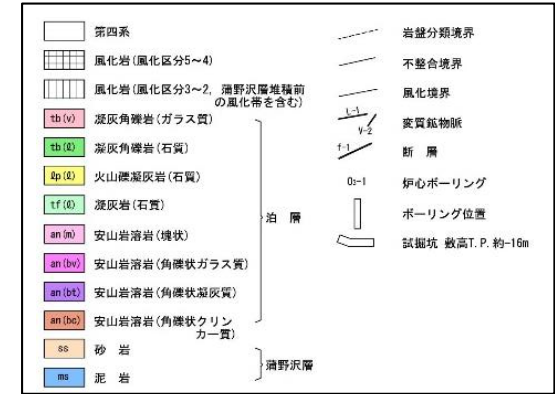 第四系
風化岩(風化区分5~4)
風化岩(風化区分3~2, 蒲野沢層堆積前
の風化帯を含む)
tb(v) 凝灰角礫岩(ガラス質)
tb(ℓ) 凝灰角礫岩(石質)
ℓp(ℓ) 火山礫凝灰岩(石質)
tf(ℓ) 凝灰岩(石質)
an(m) 安山岩溶岩(塊状)
an(bv) 安山岩溶岩(角礫状ガラス質)
an(bt) 安山岩溶岩(角礫状凝灰質)
an(bc) 安山岩溶岩(角礫状クリン
カー質)
泊 層
ss 砂 岩
ms 泥 岩
蒲野沢層
岩盤分類境界
不整合境界
風化境界
L-1
V-2
変質鉱物脈
f-1 断 層
O₃-1 炉心ボーリング
ボーリング位置
試掘坑 敷高T.P.約-16m